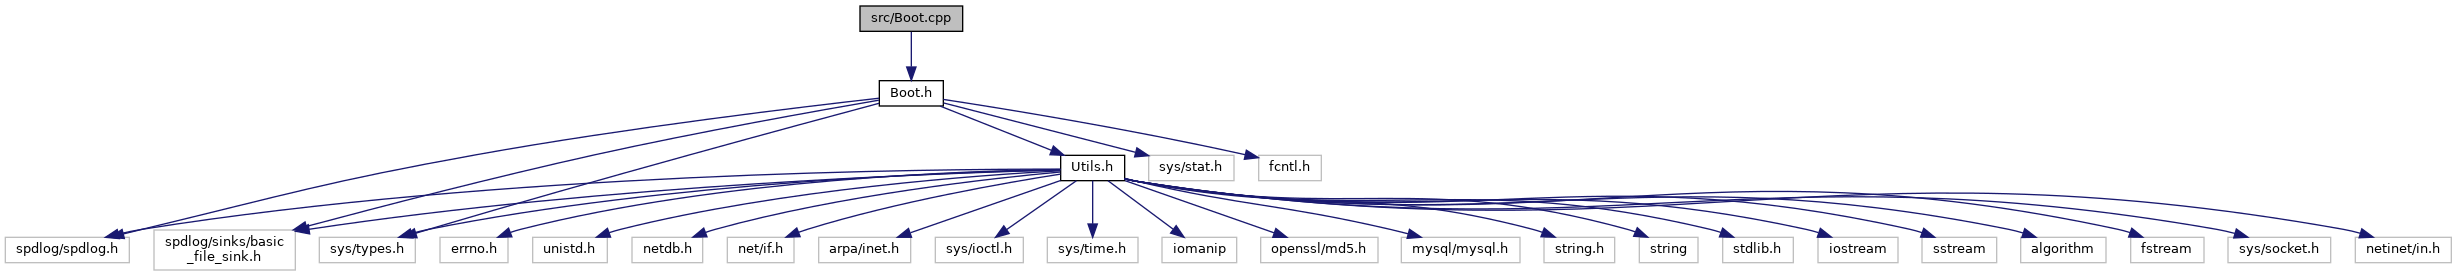 src/Boot.cpp
Boot.h
Utils.h
sys/stat.h
fcntl.h
spdlog/spdlog.h
spdlog/sinks/basic
_file_sink.h
sys/types.h
errno.h
unistd.h
netdb.h
net/if.h
arpa/inet.h
sys/ioctl.h
sys/time.h
iomanip
openssl/md5.h
mysql/mysql.h
string.h
string
stdlib.h
iostream
sstream
algorithm
fstream
sys/socket.h
netinet/in.h